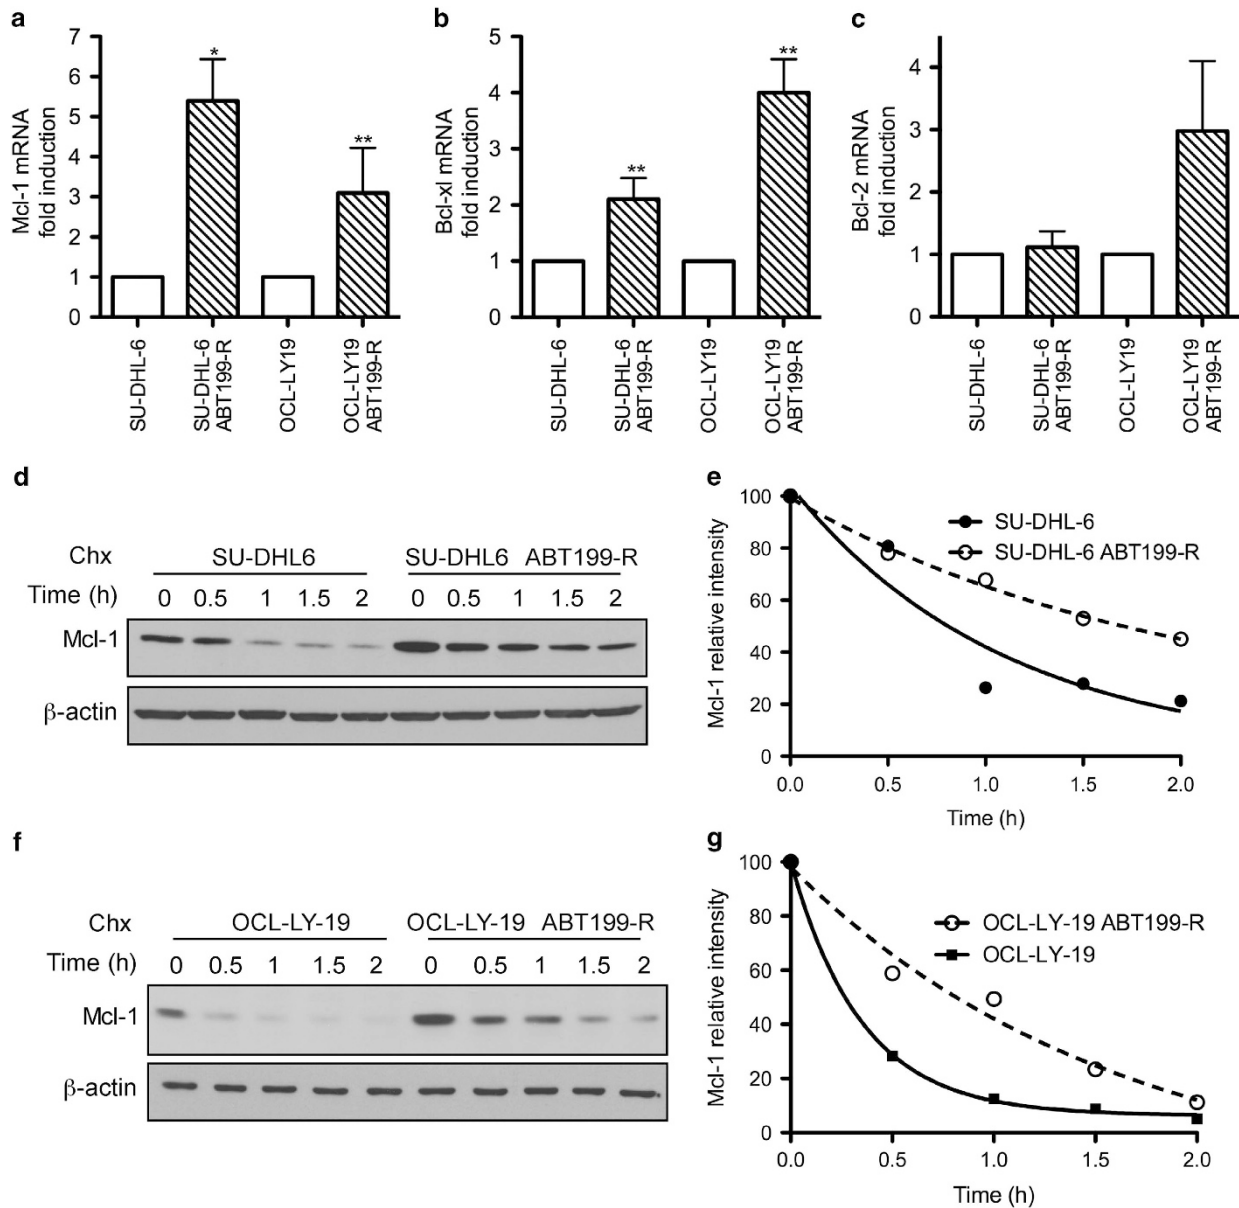 a
Mcl-1 mRNA
fold induction
7
6
5
4
3
2
1
0
*
**
SU-DHL-6
SU-DHL-6
ABT199-R
OCL-LY19
OCL-LY19
ABT199-R
b
Bcl-xl mRNA
fold induction
5
4
3
2
1
0
**
**
SU-DHL-6
SU-DHL-6
ABT199-R
OCL-LY19
OCL-LY19
ABT199-R
c
Bcl-2 mRNA
fold induction
4
3
2
1
0
SU-DHL-6
SU-DHL-6
ABT199-R
OCL-LY19
OCL-LY19
ABT199-R
d
Chx SU-DHL6 SU-DHL6 ABT199-R
Time (h) 0 0.5 1 1.5 2 0 0.5 1 1.5 2
Mcl-1
β-actin
e
Mcl-1 relative intensity
100
80
60
40
20
0
SU-DHL-6
SU-DHL-6 ABT199-R
0.0 0.5 1.0 1.5 2.0
Time (h)
f
Chx OCL-LY-19 OCL-LY-19 ABT199-R
Time (h) 0 0.5 1 1.5 2 0 0.5 1 1.5 2
Mcl-1
β-actin
g
Mcl-1 relative intensity
100
80
60
40
20
0
OCL-LY-19 ABT199-R
OCL-LY-19
0.0 0.5 1.0 1.5 2.0
Time (h)